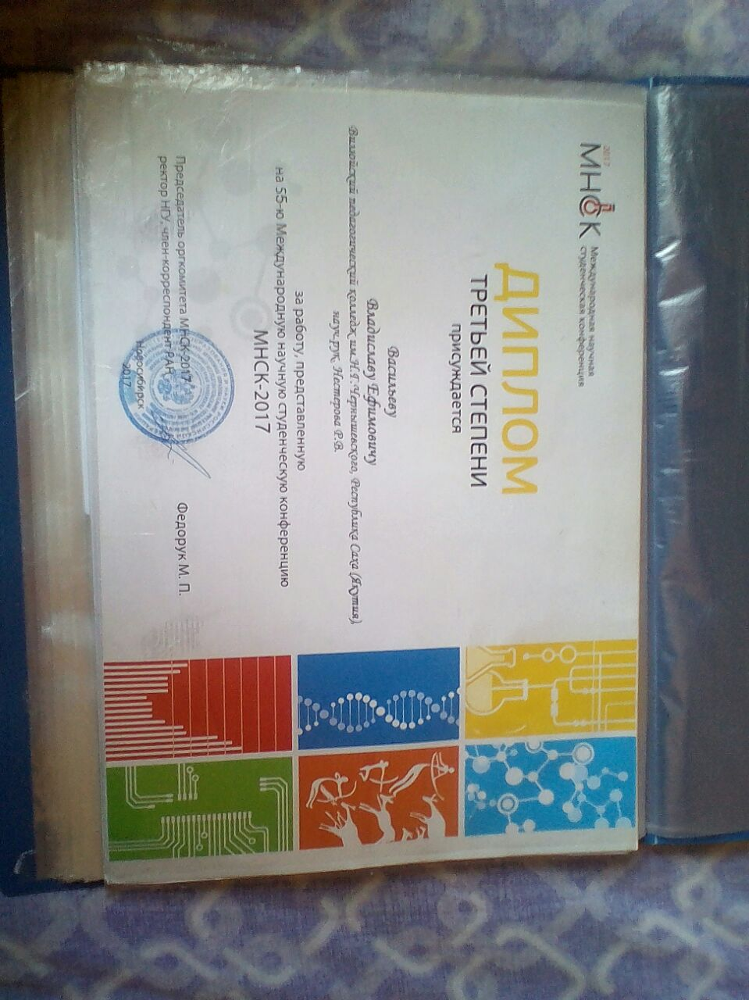 2017
МНСК
Международная научная
студенческая конференция
ДИПЛОМ
ТРЕТЬЕЙ СТЕПЕНИ
присуждается
Васильеву
Владиславу Ефимовичу
Вилюйский педагогический колледж им.Н.Г.Чернышевского, Республика Саха (Якутия),
науч.рук. Нестерова Р.В.
за работу, представленную
на 55-ю Международную научную студенческую конференцию
МНСК-2017
Председатель оргкомитета МНСК-2017,
ректор НГУ, член-корреспондент РАН
Федорук М. П.
Новосибирск
2017